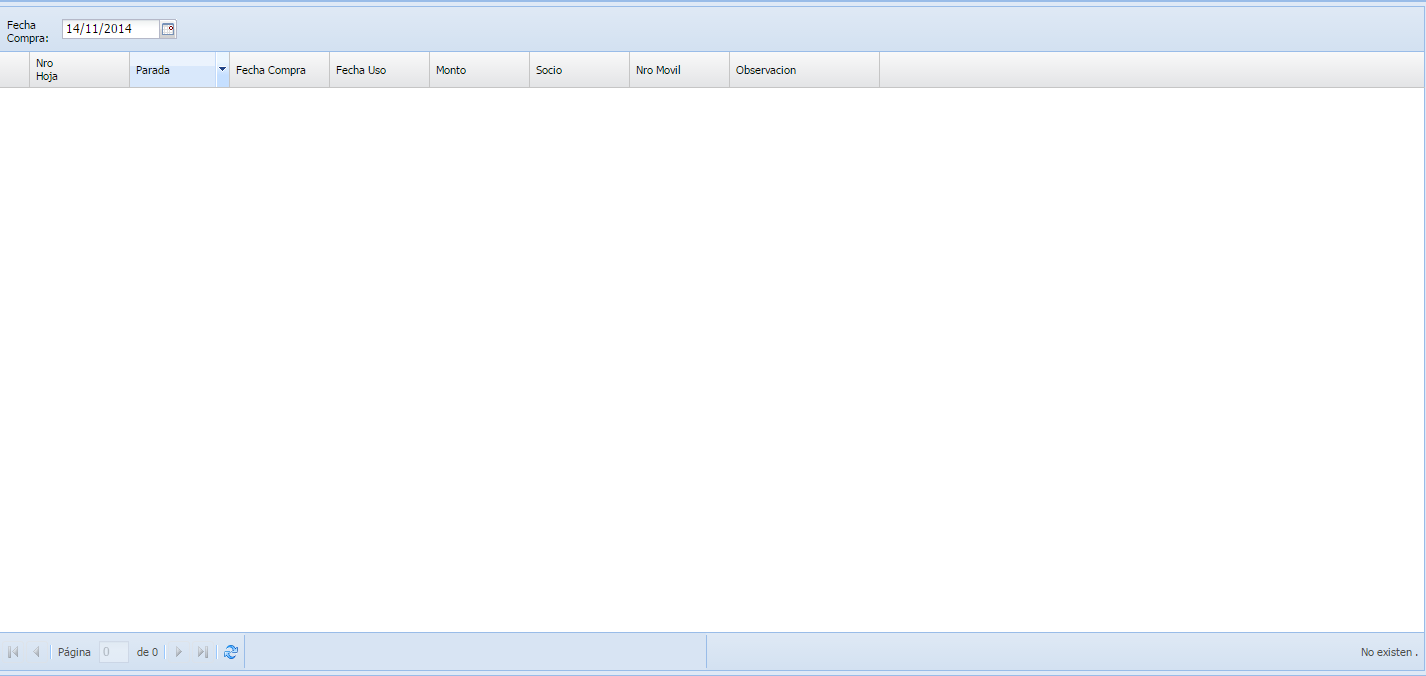 Fecha
Compra:
14/11/2014
Nro
Hoja
Parada
Fecha Compra
Fecha Uso
Monto
Socio
Nro Movil
Observacion
Página 0 de 0
No existen .